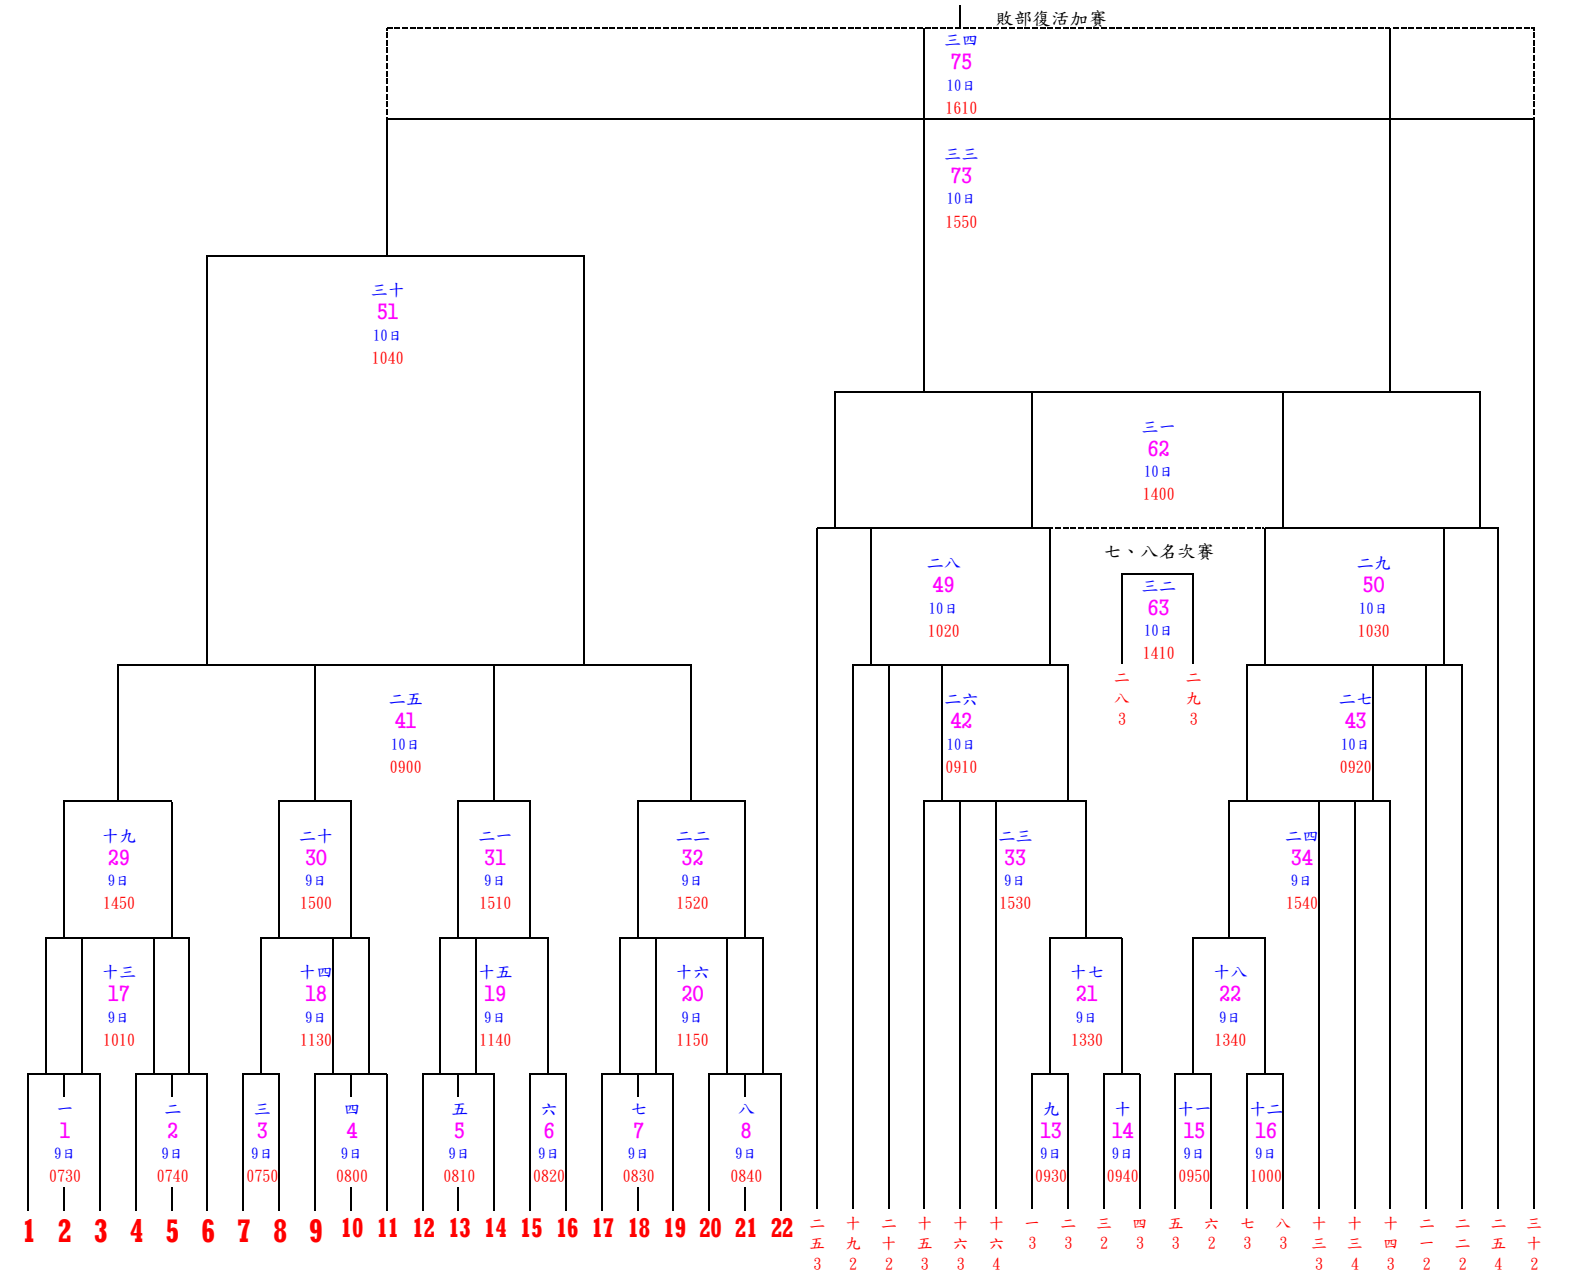 敗部復活加賽
三四
75
10日
1610
三三
73
10日
1550
三十
51
10日
1040
三一
62
10日
1400
七、八名次賽
二八
49
10日
1020
三二
63
10日
1410
二九
50
10日
1030
二八3
二九3
二五
41
10日
0900
二六
42
10日
0910
二七
43
10日
0920
十九
29
9日
1450
二十
30
9日
1500
二一
31
9日
1510
二二
32
9日
1520
二三
33
9日
1530
二四
34
9日
1540
十三
17
9日
1010
十四
18
9日
1130
十五
19
9日
1140
十六
20
9日
1150
十七
21
9日
1330
十八
22
9日
1340
一
1
9日
0730
二
2
9日
0740
三
3
9日
0750
四
4
9日
0800
五
5
9日
0810
六
6
9日
0820
七
7
9日
0830
八
8
9日
0840
九
13
9日
0930
十
14
9日
0940
十一
15
9日
0950
十二
16
9日
1000
1 2 3 4 5 6 7 8 9 10 11 12 13 14 15 16 17 18 19 20 21 22
二五3
十九2
二十2
十五3
十六3
十六4
一3
二3
三2
四3
五3
六2
七3
八3
十三3
十三4
十四3
二一2
二二2
二五4
三十2